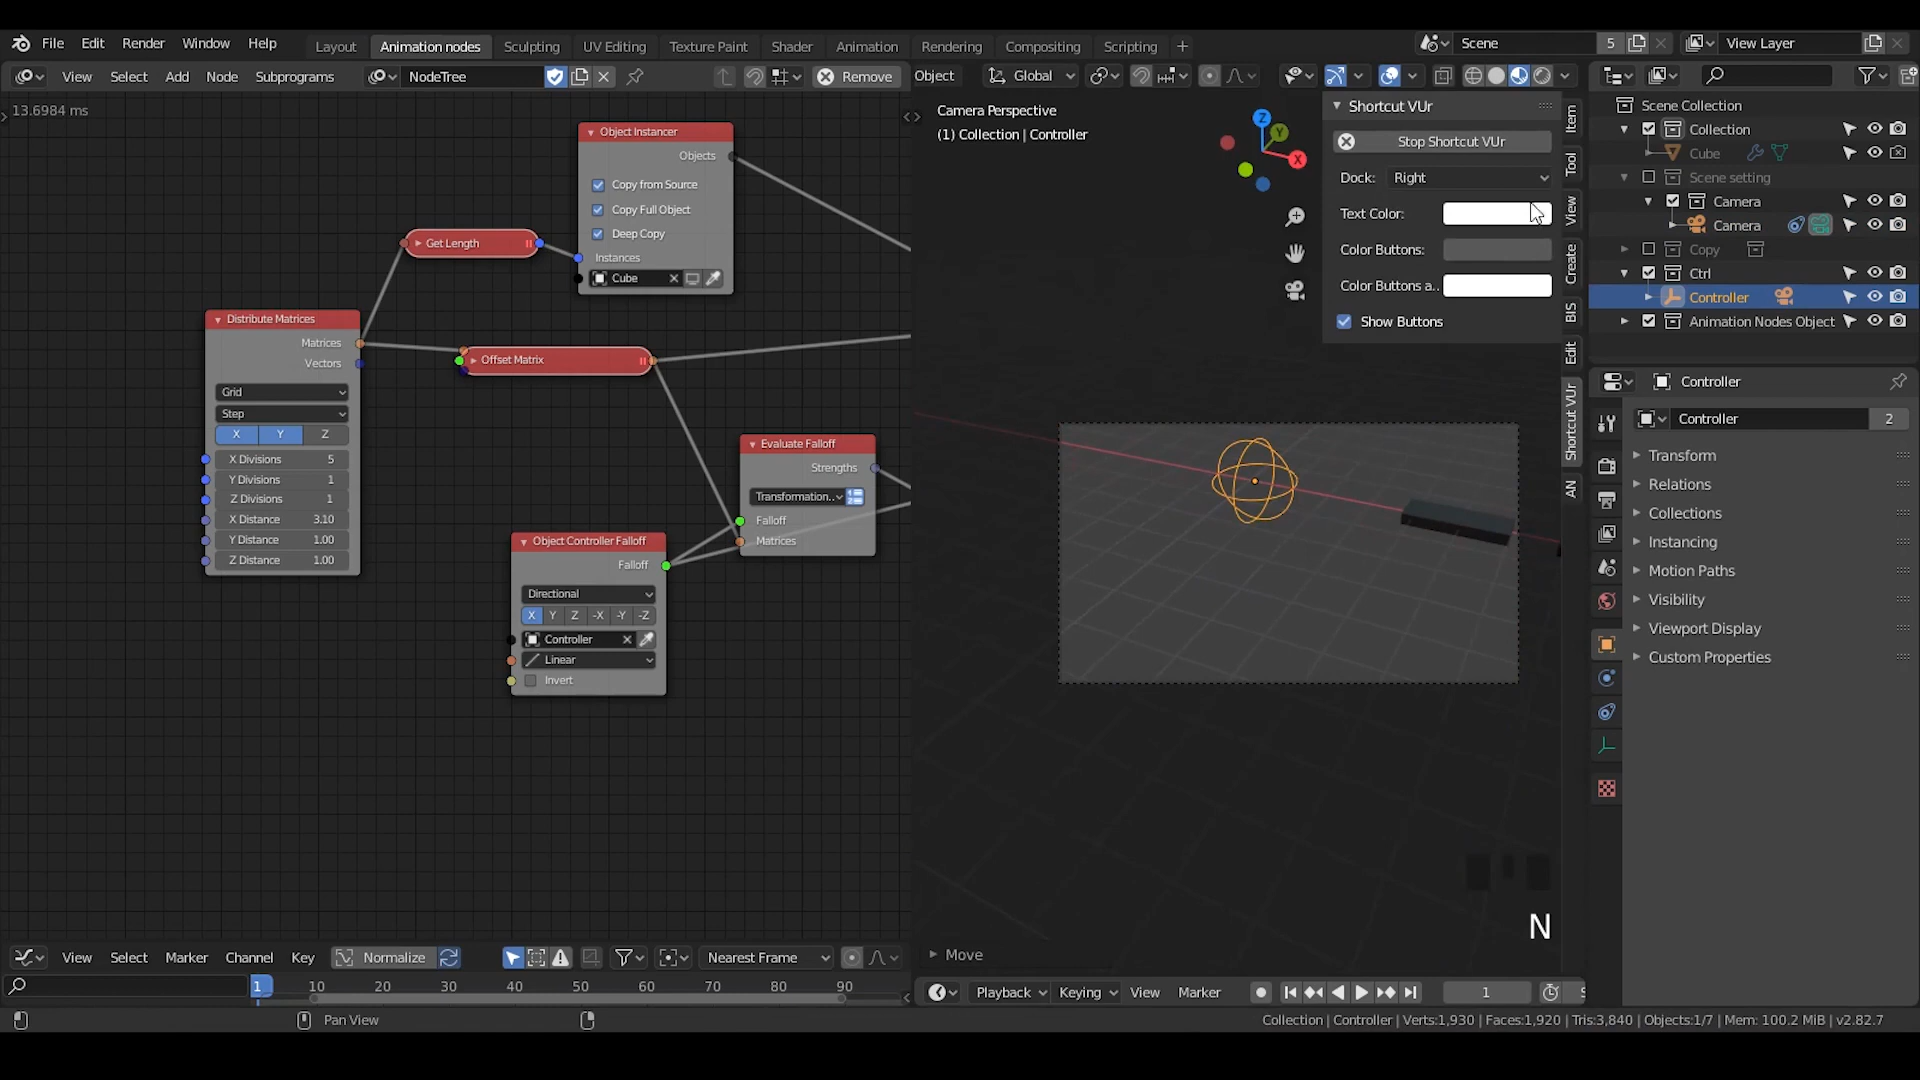 File Edit Render Window Help Layout Animation nodes Sculpting UV Editing Texture Paint Shader Animation Rendering Compositing Scripting + Scene 5 View Layer
View Select Add Node Subprograms NodeTree Remove Object Global
13.6984 ms
Camera Perspective
(1) Collection | Controller
Object Instancer
Objects
Copy from Source
Copy Full Object
Deep Copy
Instances
Cube
Get Length
Distribute Matrices
Matrices
Vectors
Grid
Step
X Y Z
X Divisions 5
Y Divisions 1
Z Divisions 1
X Distance 3.10
Y Distance 1.00
Z Distance 1.00
Offset Matrix
Evaluate Falloff
Strengths
Transformation..
Falloff
Matrices
Object Controller Falloff
Falloff
Directional
X Y Z -X -Y -Z
Controller
Linear
Invert
Z
Y
X
Shortcut VUr
Stop Shortcut VUr
Dock: Right
Text Color:
Color Buttons:
Color Buttons a..
Show Buttons
Item
Tool
View
Create
BIS
Edit
Shortcut VUr
AN
N
Move
Scene Collection
Collection
Cube
Scene setting
Camera
Camera
Copy
Ctrl
Controller
Animation Nodes Object
Controller
Controller 2
Transform
Relations
Collections
Instancing
Motion Paths
Visibility
Viewport Display
Custom Properties
View Select Marker Channel Key Normalize Nearest Frame
1 10 20 30 40 50 60 70 80 90
Playback Keying View Marker 1
Pan View
Collection | Controller | Verts:1,930 | Faces:1,920 | Tris:3,840 | Objects:1/7 | Mem: 100.2 MiB | v2.82.7